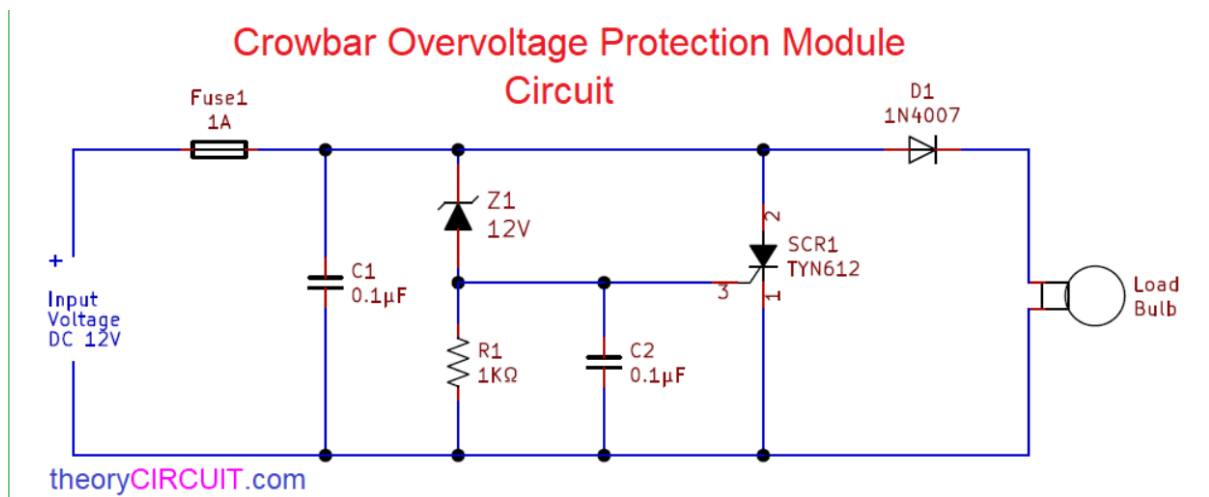 Crowbar Overvoltage Protection Module
Circuit
Fuse1
1A
D1
1N4007
Z1
12V
2
SCR1
TYN612
3
1
+
Input
Voltage
DC 12V
C1
0.1µF
R1
1KΩ
C2
0.1µF
Load
Bulb
theoryCIRCUIT.com